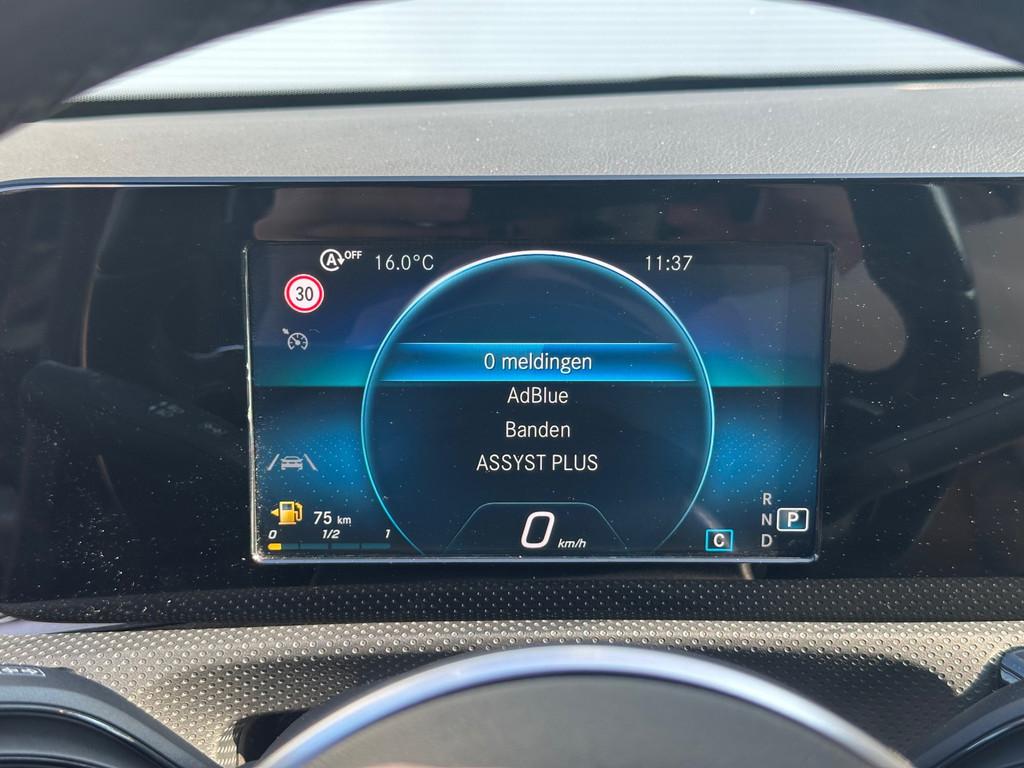 A OFF 16.0°C 11:37
30
0 meldingen
AdBlue
Banden
ASSYST PLUS
75 km
0 1/2 1
0 km/h
C
R
N P
D